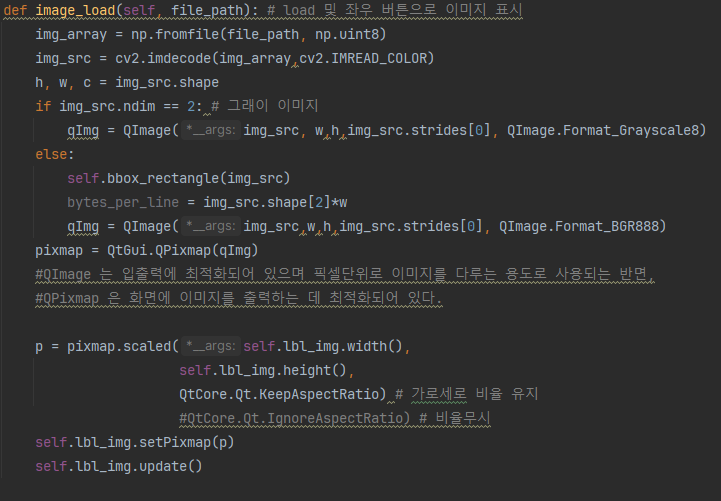 def image_load(self, file_path): # load 및 좌우 버튼으로 이미지 표시
    img_array = np.fromfile(file_path, np.uint8)
    img_src = cv2.imdecode(img_array,cv2.IMREAD_COLOR)
    h, w, c = img_src.shape
    if img_src.ndim == 2: # 그래이 이미지
        qImg = QImage( *__args: img_src, w,h,img_src.strides[0], QImage.Format_Grayscale8)
    else:
        self.bbox_rectangle(img_src)
        bytes_per_line = img_src.shape[2]*w
        qImg = QImage( *__args: img_src,w,h,img_src.strides[0], QImage.Format_BGR888)
    pixmap = QtGui.QPixmap(qImg)
    #QImage 는 입출력에 최적화되어 있으며 픽셀단위로 이미지를 다루는 용도로 사용되는 반면,
    #QPixmap 은 화면에 이미지를 출력하는 데 최적화되어 있다.
    p = pixmap.scaled( *__args: self.lbl_img.width(),
                      self.lbl_img.height(),
                      QtCore.Qt.KeepAspectRatio) # 가로세로 비율 유지
                      #QtCore.Qt.IgnoreAspectRatio) # 비율무시
    self.lbl_img.setPixmap(p)
    self.lbl_img.update()